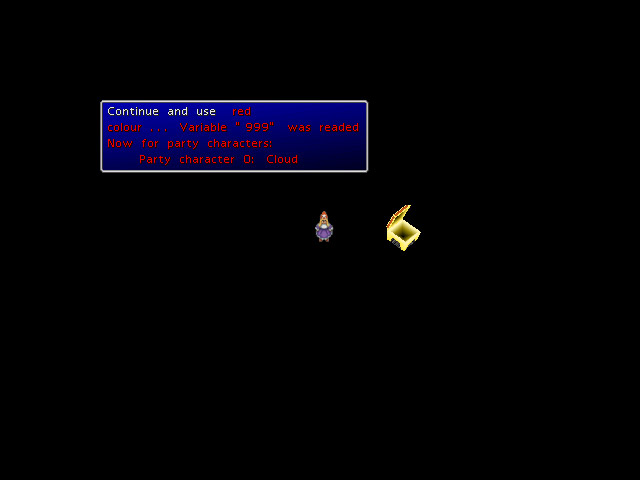 Continue and use red
colour ... Variable "999" was readed
Now for party characters:
Party character 0: Cloud